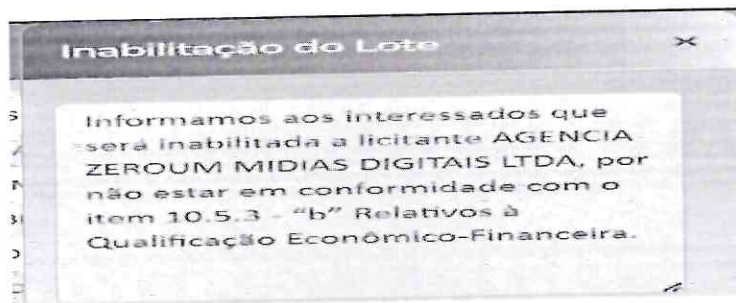 Inabilitação do Lote
Informamos aos interessados que
será inabilitada a licitante AGENCIA
ZEROUM MIDIAS DIGITAIS LTDA, por
não estar em conformidade com o
item 10.5.3 - “b” Relativos à
Qualificação Econômico-Financeira.